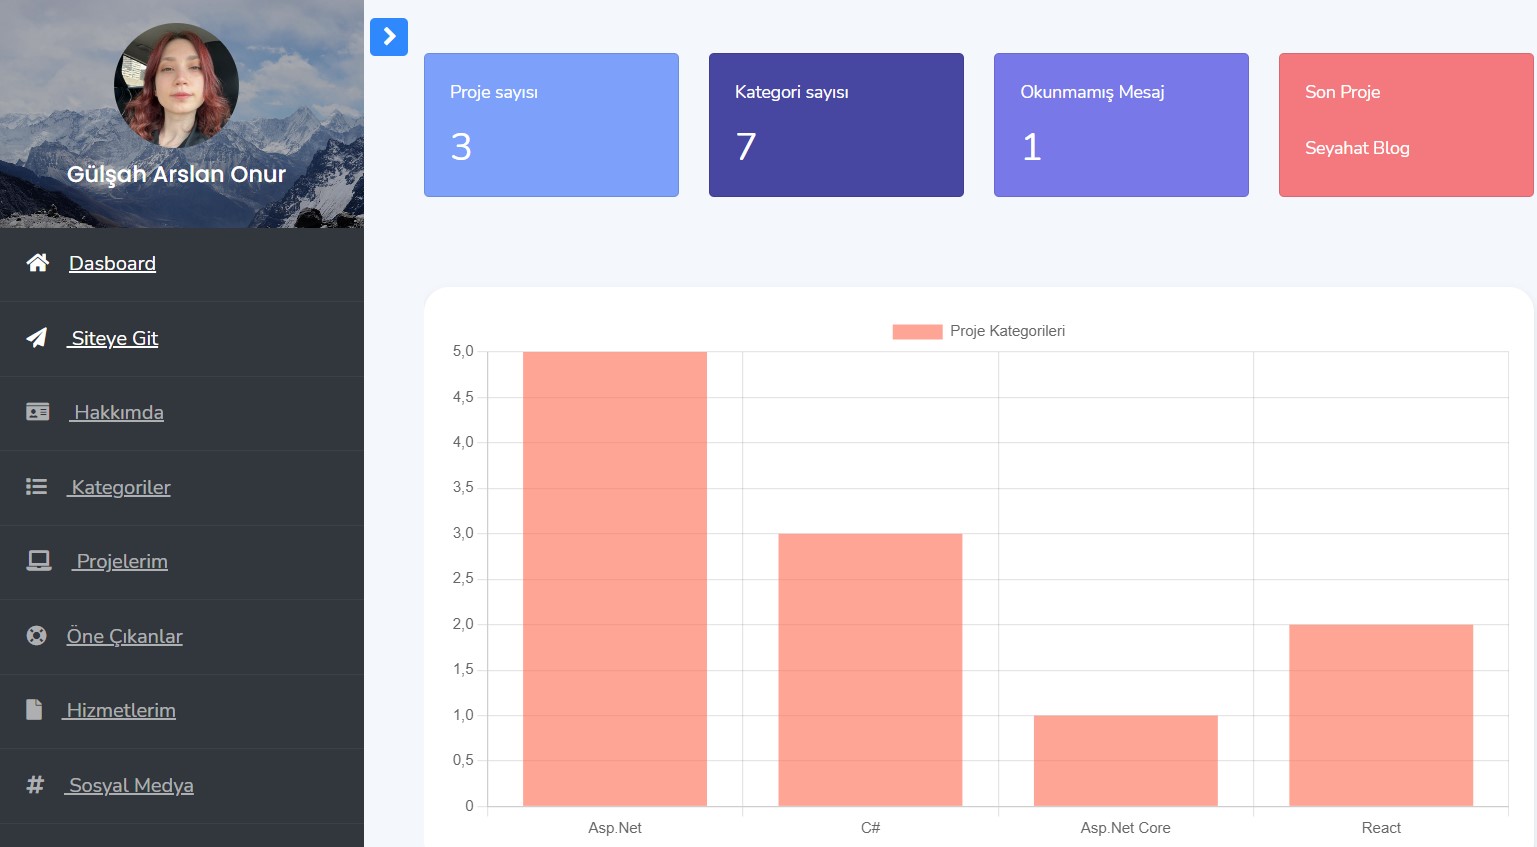 Gülşah Arslan Onur
Dasboard
Siteye Git
Hakkımda
Kategoriler
Projelerim
Öne Çıkanlar
Hizmetlerim
# Sosyal Medya
Proje sayısı
3
Kategori sayısı
7
Okunmamış Mesaj
1
Son Proje
Seyahat Blog
Proje Kategorileri
5,0
4,5
4,0
3,5
3,0
2,5
2,0
1,5
1,0
0,5
0
Asp.Net C# Asp.Net Core React